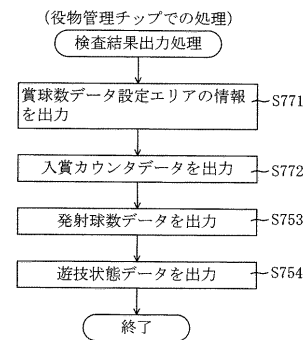 (役物管理チップでの処理)
検査結果出力処理
賞球数データ設定エリアの情報
を出力
S771
入賞カウンタデータを出力
S772
発射球数データを出力
S753
遊技状態データを出力
S754
終了